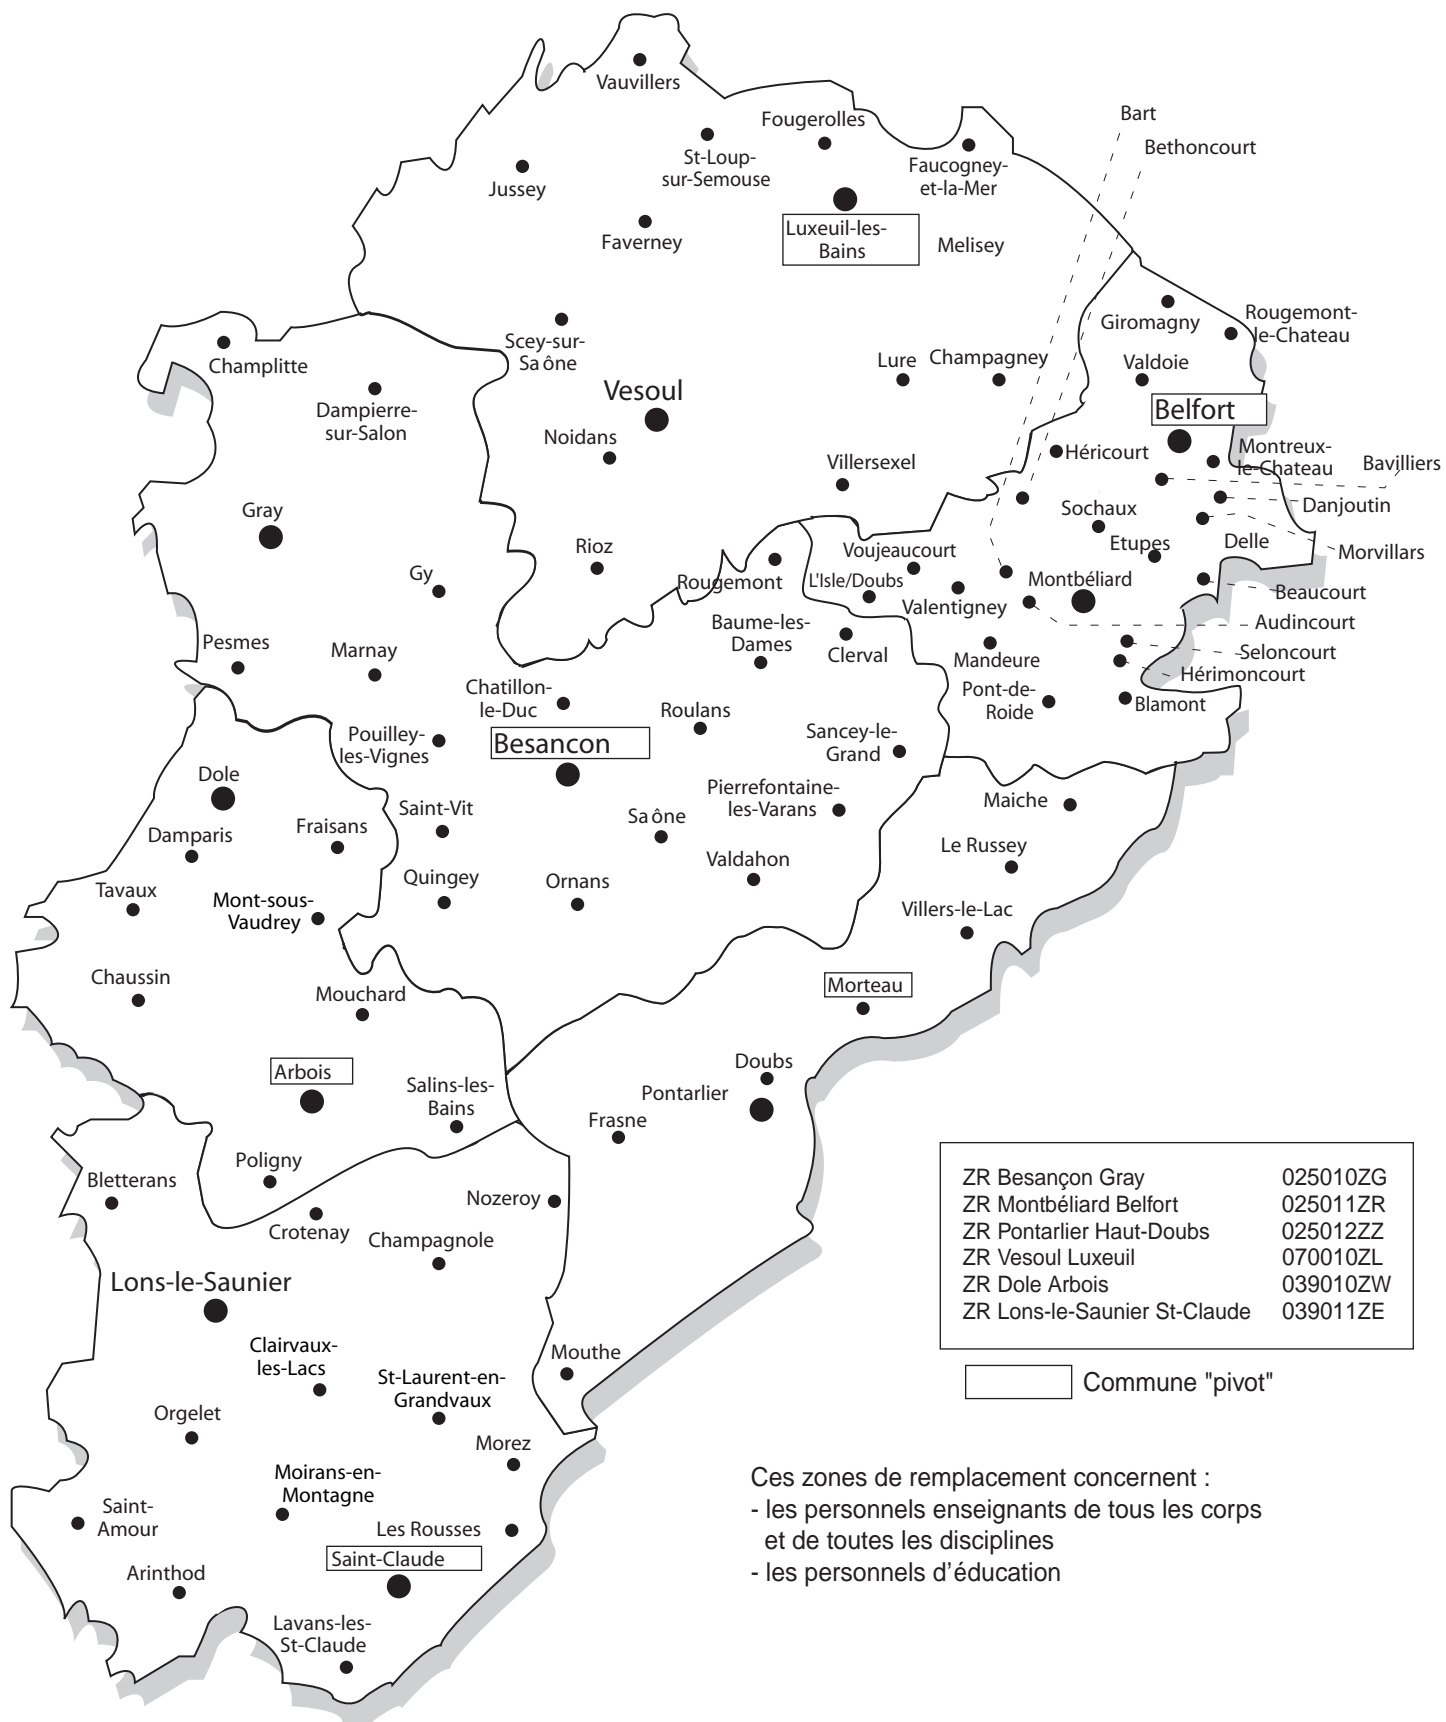 Vauvillers
Fougerolles
St-Loup-
sur-Semouse
Jussey
Faucogney-
et-la-Mer
Bart
Bethoncourt
Faverney
Luxeuil-les-
Bains
Melisey
Giromagny
Rougemont-
le-Chateau
Champlitte
Scey-sur-
Sa ône
Lure
Champagney
Valdoie
Dampierre-
sur-Salon
Vesoul
Belfort
Noidans
Héricourt
Montreux-
le-Chateau
Bavilliers
Villersexel
Danjoutin
Gray
Sochaux
Etupes
Delle
Morvillars
Rioz
Voujeaucourt
Gy
Rougemont
L'Isle/Doubs
Montbéliard
Valentigney
Beaucourt
Audincourt
Baume-les-
Dames
Clerval
Pesmes
Marnay
Mandeure
Seloncourt
Hérimoncourt
Chatillon-
le-Duc
Pont-de-
Roide
Blamont
Roulans
Pouilley-
les-Vignes
Besancon
Sancey-le-
Grand
Dole
Pierrefontaine-
les-Varans
Maiche
Saint-Vit
Sa ône
Damparis
Fraisans
Le Russey
Valdahon
Tavaux
Mont-sous-
Vaudrey
Quingey
Ornans
Villers-le-Lac
Chaussin
Mouchard
Morteau
Arbois
Salins-les-
Bains
Doubs
Pontarlier
Frasne
Poligny
Bletterans
Nozeroy
Crotenay
Champagnole
ZR Besançon Gray 025010ZG
ZR Montbéliard Belfort 025011ZR
ZR Pontarlier Haut-Doubs 025012ZZ
ZR Vesoul Luxeuil 070010ZL
ZR Dole Arbois 039010ZW
ZR Lons-le-Saunier St-Claude 039011ZE
Lons-le-Saunier
Clairvaux-
les-Lacs
Mouthe
St-Laurent-en-
Grandvaux
Commune "pivot"
Orgelet
Morez
Moirans-en-
Montagne
Saint-
Amour
Les Rousses
Saint-Claude
Arinthod
Lavans-les-
St-Claude
Ces zones de remplacement concernent :
- les personnels enseignants de tous les corps
et de toutes les disciplines
- les personnels d’éducation